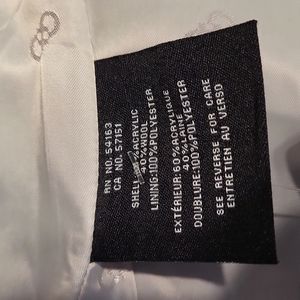 RN NO. 54163
CA NO. 57151
SHELL: 60% ACRYLIC
40% WOOL
LINING: 100% POLYESTER
EXTÉRIEUR: 60% ACRYLIQUE
40% LAINE
DOUBLURE: 100% POLYESTER
SEE REVERSE FOR CARE
ENTRETIEN AU VERSO